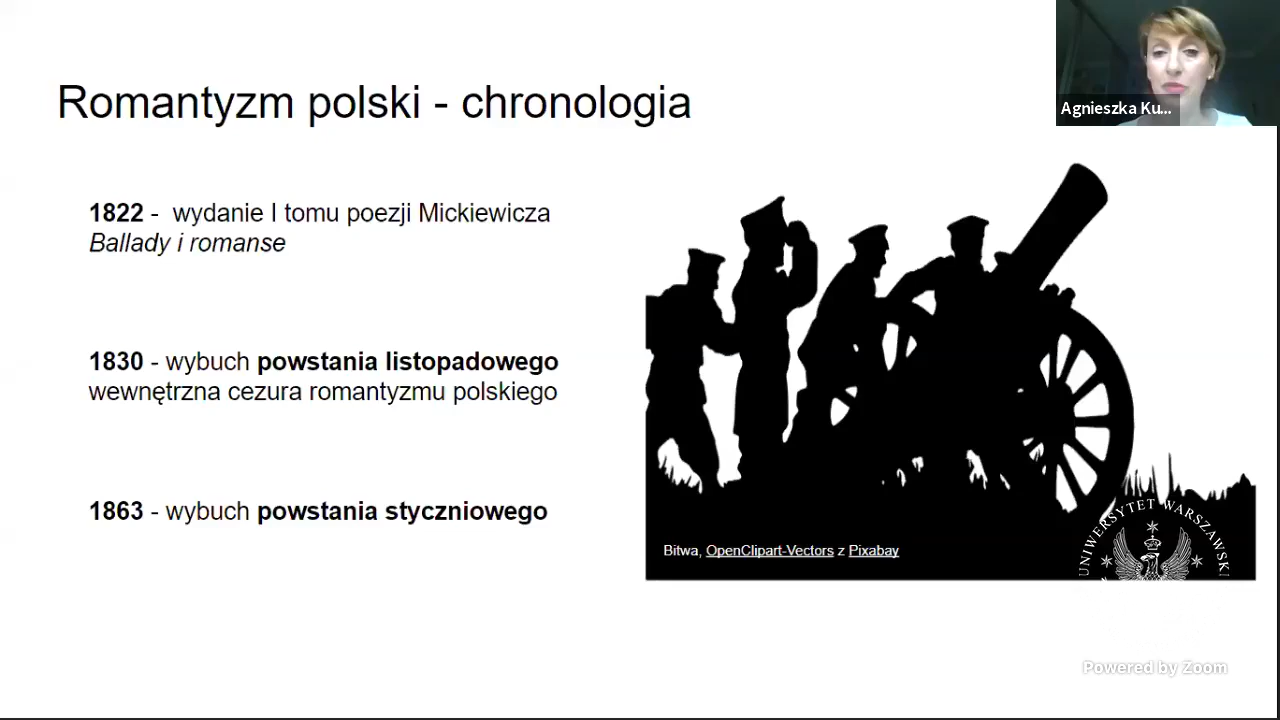 Romantyzm polski - chronologia
Agnieszka Ku...
1822 - wydanie I tomu poezji Mickiewicza
Ballady i romanse
1830 - wybuch powstania listopadowego
wewnętrzna cezura romantyzmu polskiego
1863 - wybuch powstania styczniowego
Bitwa, OpenClipart-Vectors z Pixabay
UNIWERSYTET WARSZAWSKI
Powered by Zoom